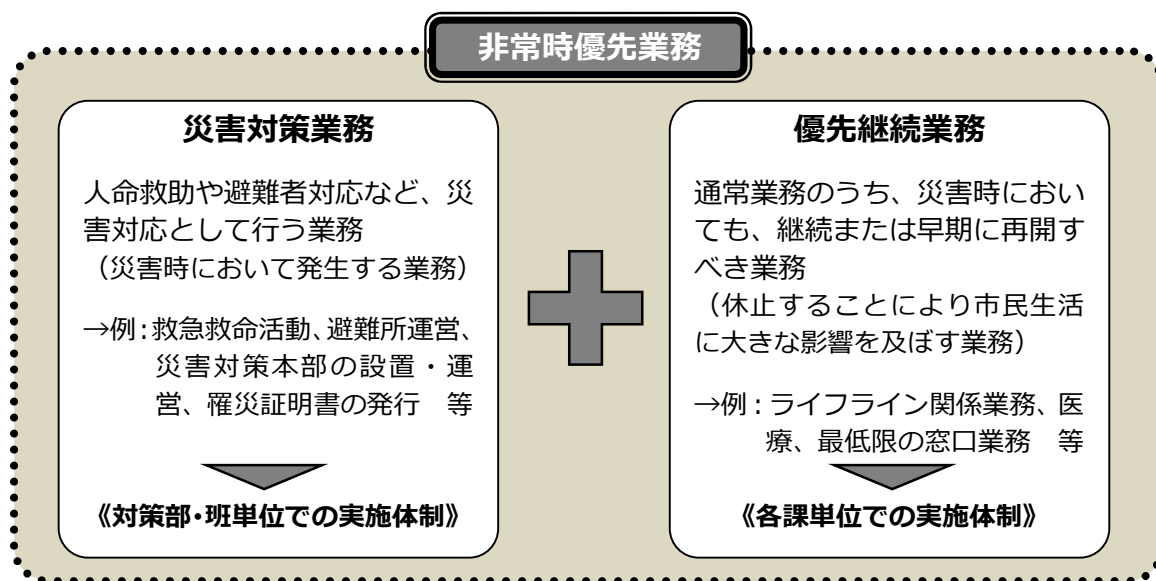 非常時優先業務
災害対策業務
人命救助や避難者対応など、災
害対応として行う業務
（災害時において発生する業務）
→例：救急救命活動、避難所運営、
災害対策本部の設置・運
営、罹災証明書の発行　等
《対策部・班単位での実施体制》
優先継続業務
通常業務のうち、災害時におい
ても、継続または早期に再開す
べき業務
（休止することにより市民生活
に大きな影響を及ぼす業務）
→例：ライフライン関係業務、医
療、最低限の窓口業務　等
《各課単位での実施体制》